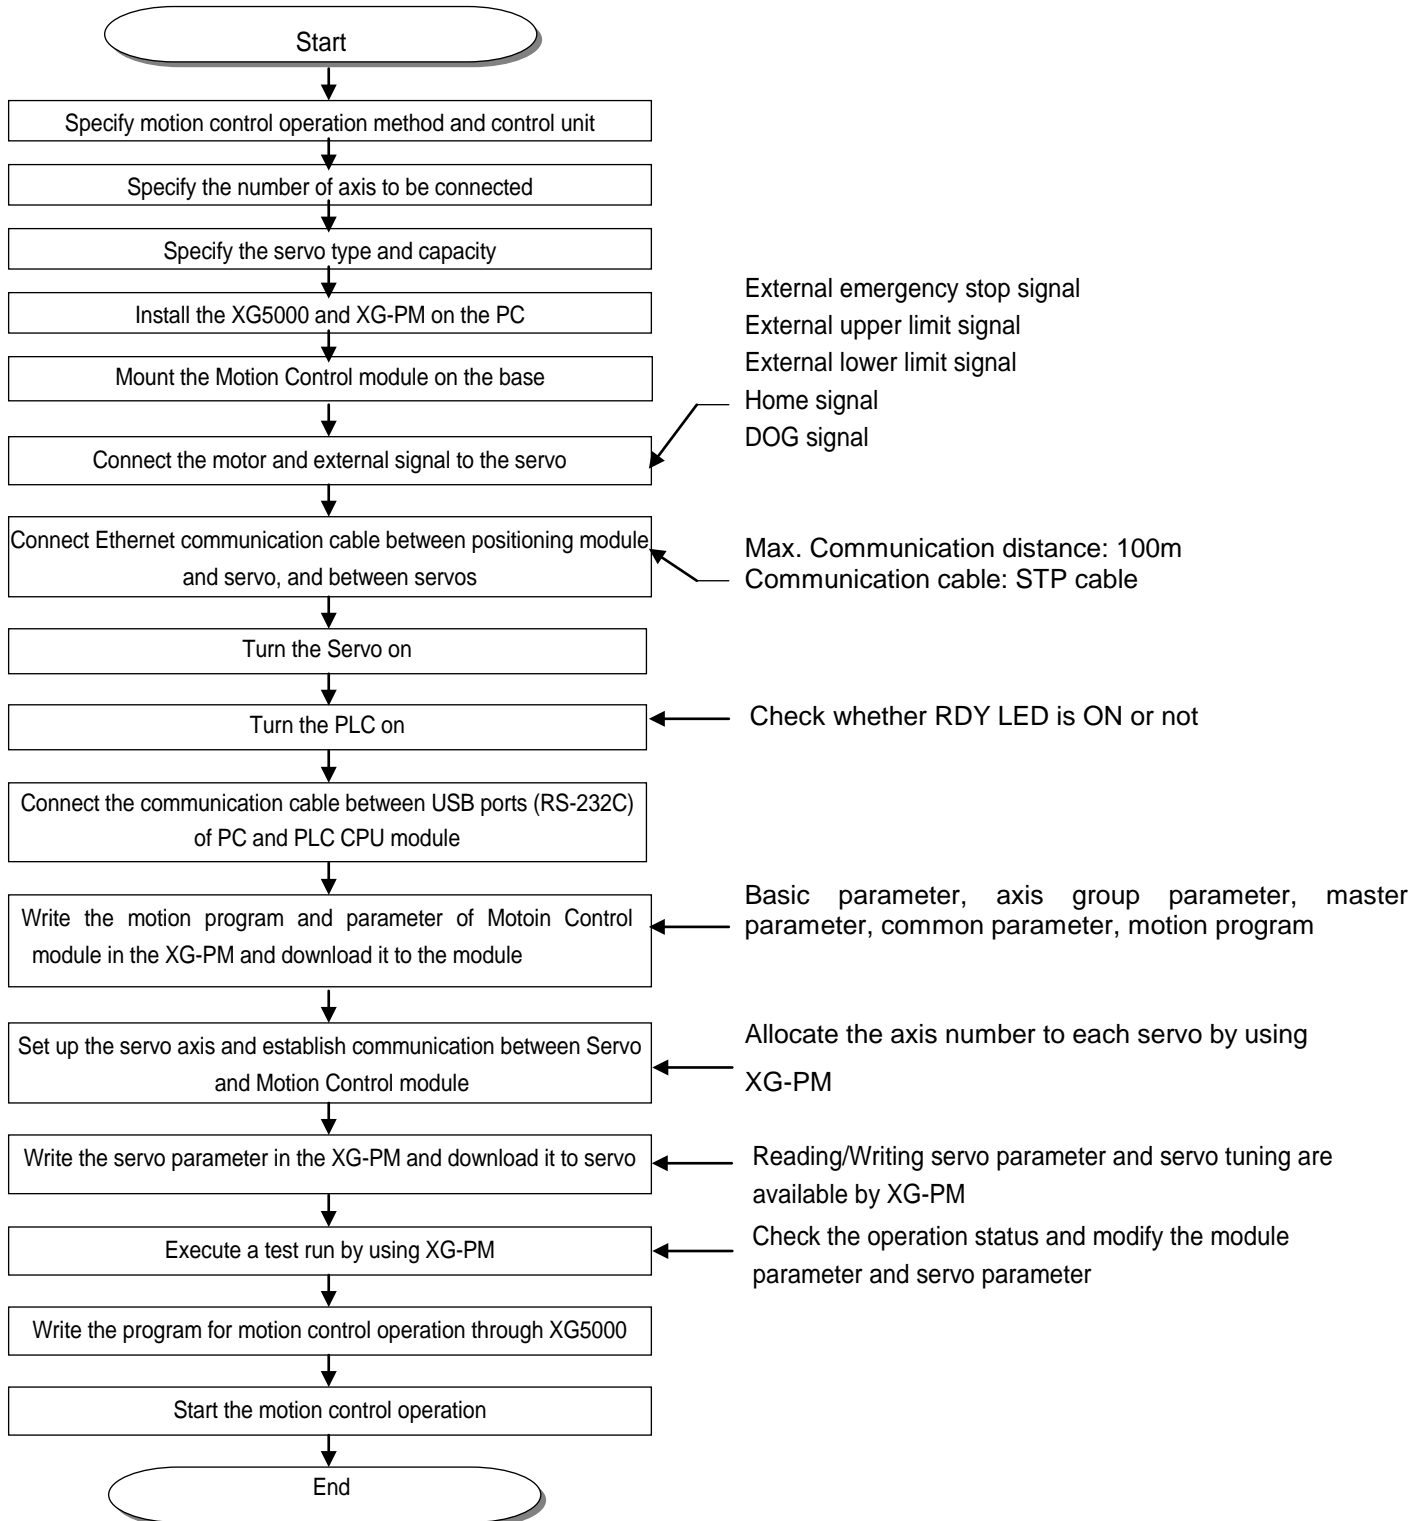 Start
Specify motion control operation method and control unit
Specify the number of axis to be connected
Specify the servo type and capacity
Install the XG5000 and XG-PM on the PC
Mount the Motion Control module on the base
External emergency stop signal
External upper limit signal
External lower limit signal
Home signal
DOG signal
Connect the motor and external signal to the servo
Connect Ethernet communication cable between positioning module
and servo, and between servos
Max. Communication distance: 100m
Communication cable: STP cable
Turn the Servo on
Turn the PLC on
Check whether RDY LED is ON or not
Connect the communication cable between USB ports (RS-232C)
of PC and PLC CPU module
Write the motion program and parameter of Motoin Control
module in the XG-PM and download it to the module
Basic parameter, axis group parameter, master
parameter, common parameter, motion program
Set up the servo axis and establish communication between Servo
and Motion Control module
Allocate the axis number to each servo by using
XG-PM
Write the servo parameter in the XG-PM and download it to servo
Reading/Writing servo parameter and servo tuning are
available by XG-PM
Execute a test run by using XG-PM
Check the operation status and modify the module
parameter and servo parameter
Write the program for motion control operation through XG5000
Start the motion control operation
End